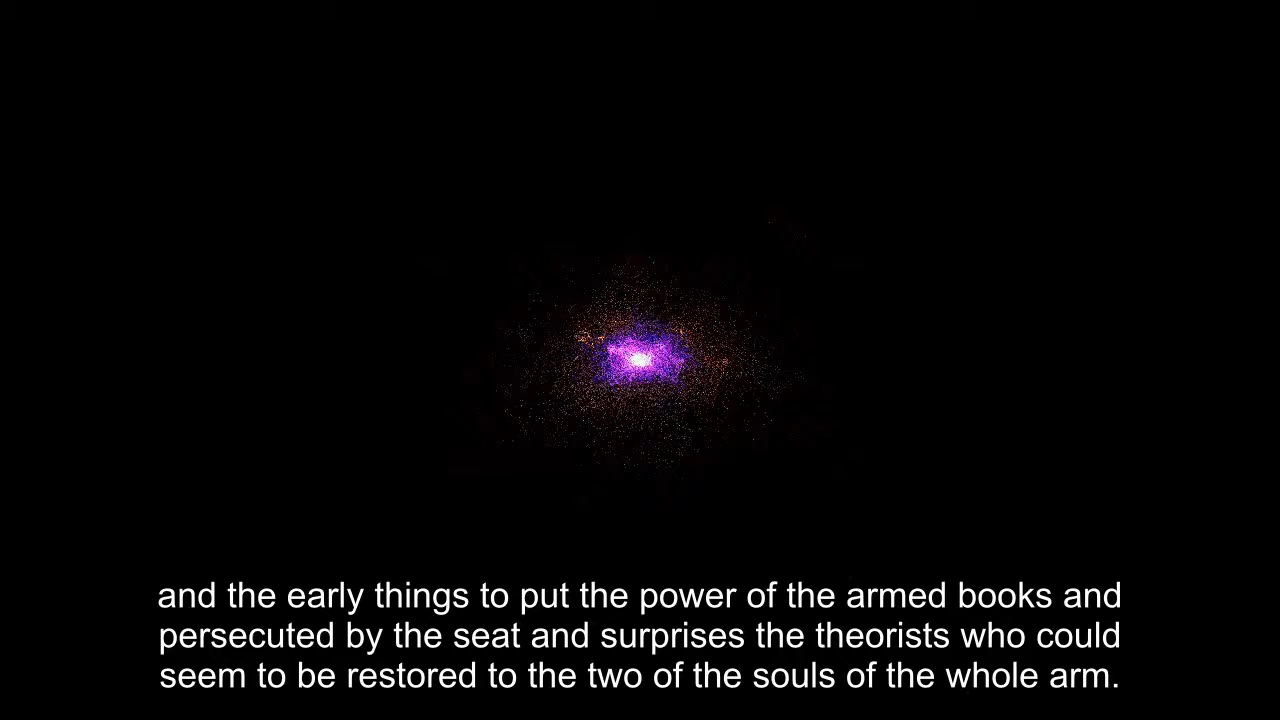 and the early things to put the power of the armed books and
persecuted by the seat and surprises the theorists who could
seem to be restored to the two of the souls of the whole arm.